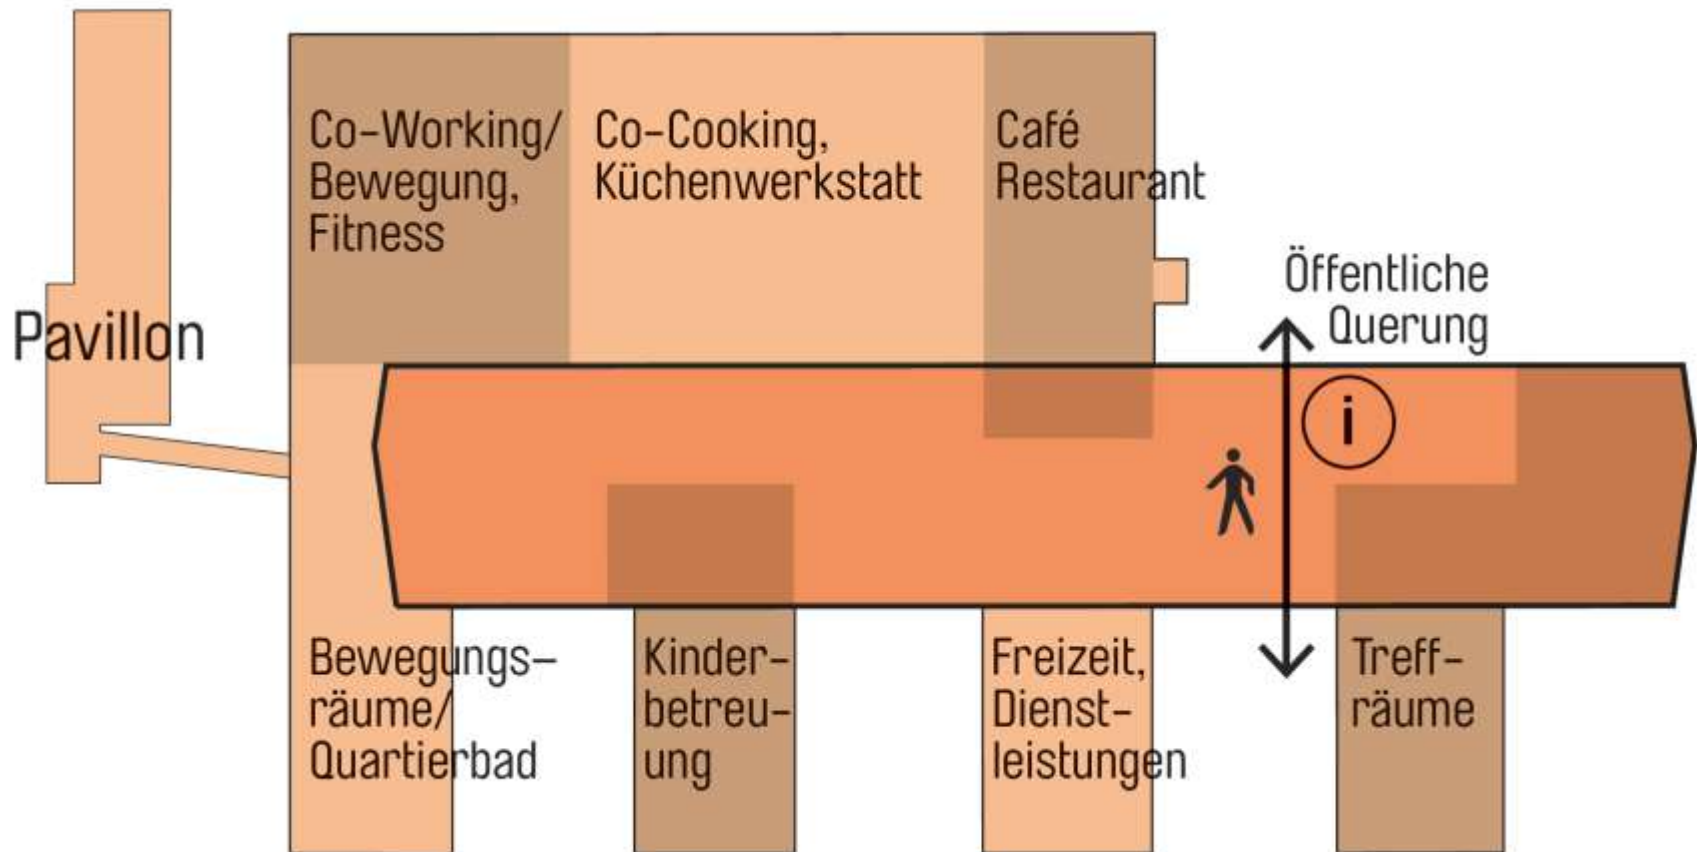 Co-Working/
Bewegung,
Fitness
Co-Cooking,
Küchenwerkstatt
Café
Restaurant
Öffentliche
Querung
Pavillon
i
Bewegungs-
räume/
Quartierbad
Kinder-
betreu-
ung
Freizeit,
Dienst-
leistungen
Treff-
räume